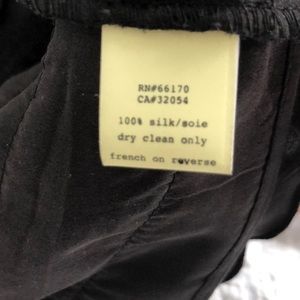 RN#66170
CA#32054
100% silk/soie
dry clean only
french on reverse